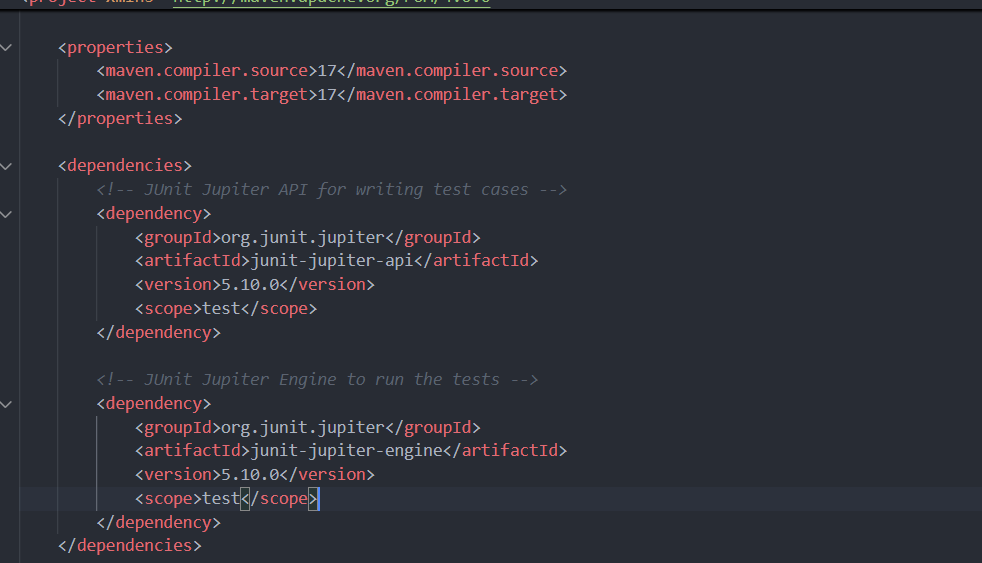 <properties>
<maven.compiler.source>17</maven.compiler.source>
<maven.compiler.target>17</maven.compiler.target>
</properties>
<dependencies>
<!-- JUnit Jupiter API for writing test cases -->
<dependency>
<groupId>org.junit.jupiter</groupId>
<artifactId>junit-jupiter-api</artifactId>
<version>5.10.0</version>
<scope>test</scope>
</dependency>
<!-- JUnit Jupiter Engine to run the tests -->
<dependency>
<groupId>org.junit.jupiter</groupId>
<artifactId>junit-jupiter-engine</artifactId>
<version>5.10.0</version>
<scope>test</scope>
</dependency>
</dependencies>